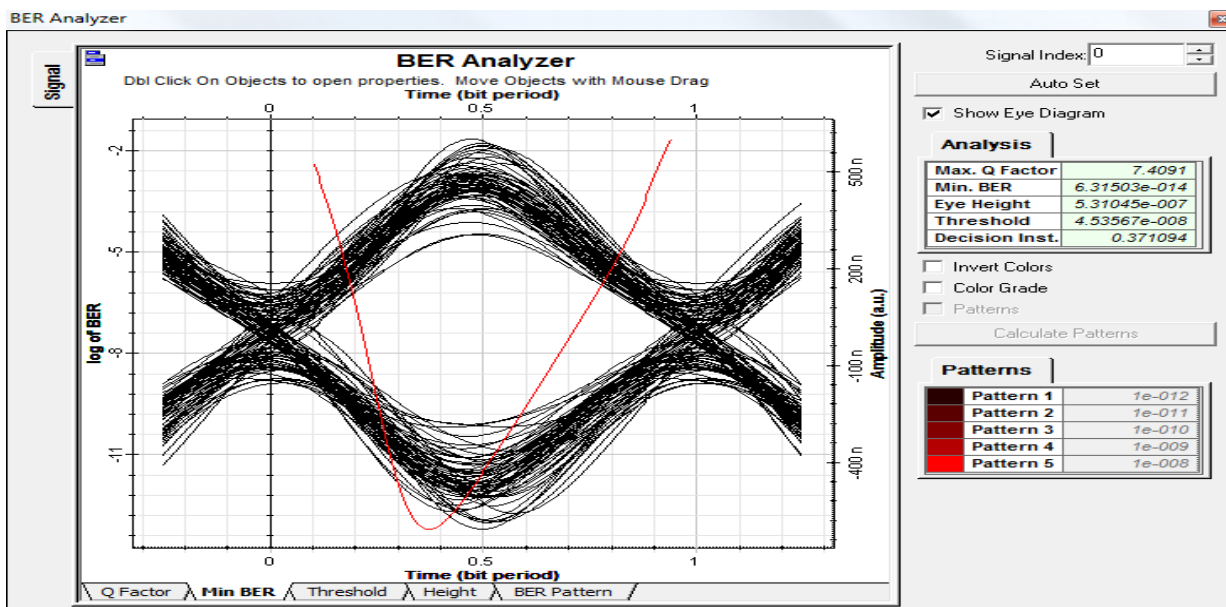 BER Analyzer
Signal
BER Analyzer
Dbl Click On Objects to open properties. Move Objects with Mouse Drag
Time (bit period)
0 0.5 1
log of BER
-2
-5
-8
-11
Amplitude (a.u.)
500 n
200 n
-100 n
-400 n
0 0.5 1
Time (bit period)
Q Factor Min BER Threshold Height BER Pattern
Signal Index: 0
Auto Set
Show Eye Diagram
Analysis
Max. Q Factor 7.4091
Min. BER 6.31503e-014
Eye Height 5.31045e-007
Threshold 4.53567e-008
Decision Inst. 0.371094
Invert Colors
Color Grade
Patterns
Calculate Patterns
Patterns
Pattern 1 1e-012
Pattern 2 1e-011
Pattern 3 1e-010
Pattern 4 1e-009
Pattern 5 1e-008